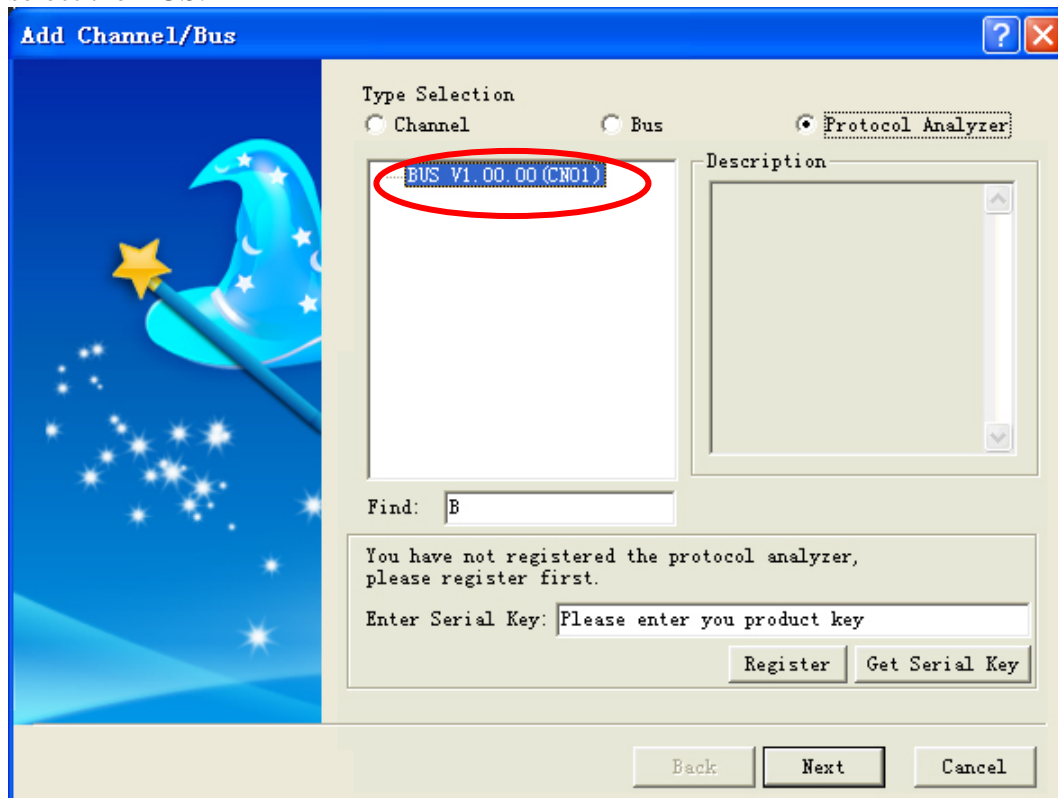 Add Channel/Bus
Type Selection
Channel Bus Protocol Analyzer
BUS V1.00.00(CN01)
Description
Find: B
You have not registered the protocol analyzer,
please register first.
Enter Serial Key: Please enter you product key
Register Get Serial Key
Back Next Cancel